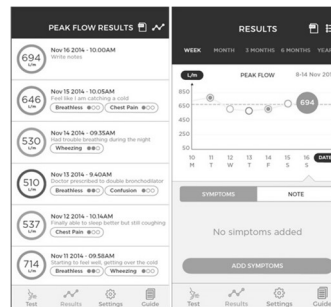 PEAK FLOW RESULTS
694
L/m
Nov 16 2014 - 10:00AM
Write notes
646
L/m
Nov 15 2014 - 10.05AM
Feel like I am catching a cold
Breathless
Chest Pain
530
L/m
Nov 14 2014 - 09.35AM
Had trouble breathing during the night
Wheezing
510
L/m
Nov 13 2014 - 9.40AM
Doctor prescribed to double bronchodilator
Breathless
Confusion
537
L/m
Nov 12 2014 - 10.14AM
Finally able to sleep better but still coughing
Chest Pain
714
L/m
Nov 11 2014 - 09.58AM
Starting to feel wait, getting over the cold
Breathless
Wheezing
Test Results Settings Guide
RESULTS
WEEK MONTH 3 MONTHS 6 MONTHS YEAR
L/m PEAK FLOW 8-14 Nov 201
850
650
694
450
250
50
10 11 12 13 14 15 16 DATE
M T W T F S S
SYMPTOMS NOTE
No symptoms added
ADD SYMPTOMS
Test Results Settings Guide